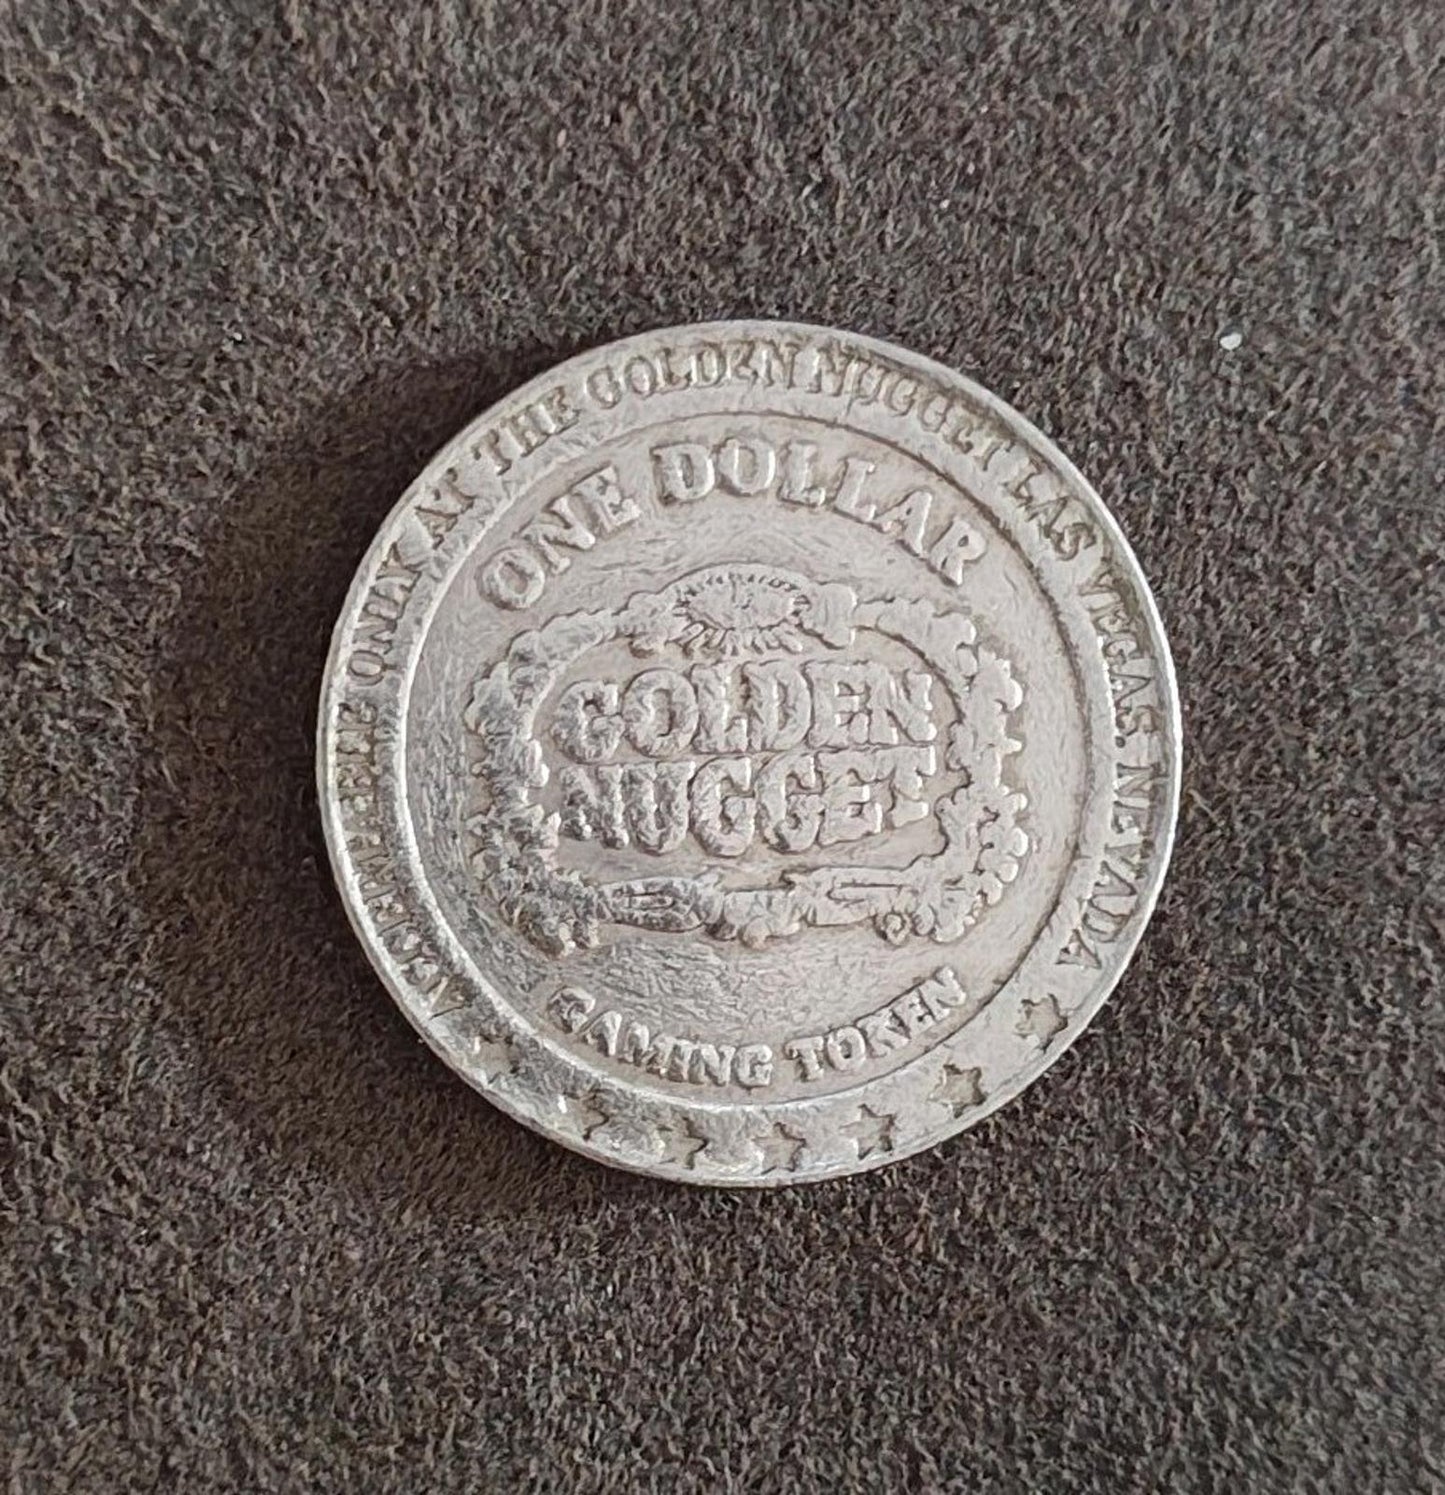 ACCEPTABLE ONLY AT THE GOLDEN NUGGET LAS VEGAS. NEVADA
ONE DOLLAR
GOLDEN
NUGGET
GAMING TOKEN